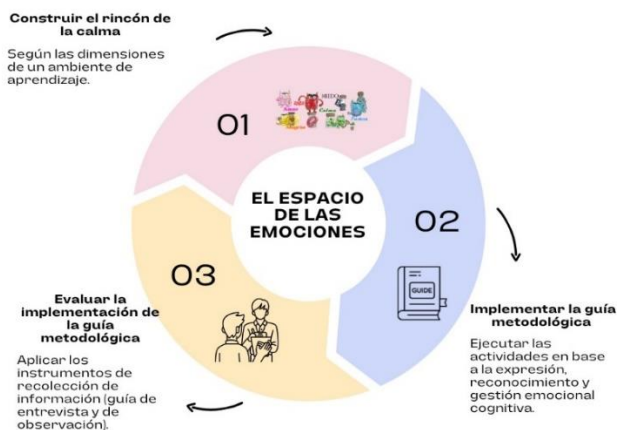 Construir el rincón de
la calma
Según las dimensiones
de un ambiente de
aprendizaje.
01
EL ESPACIO
DE LAS
EMOCIONES
02
GUIDE
Implementar la guía
metodológica
Ejecutar las
actividades en base
a la expresión,
reconocimiento y
gestión emocional
cognitiva.
03
Evaluar la
implementación de
la guía
metodológica
Aplicar los
instrumentos de
recolección de
información (guía de
entrevista y de
observación).